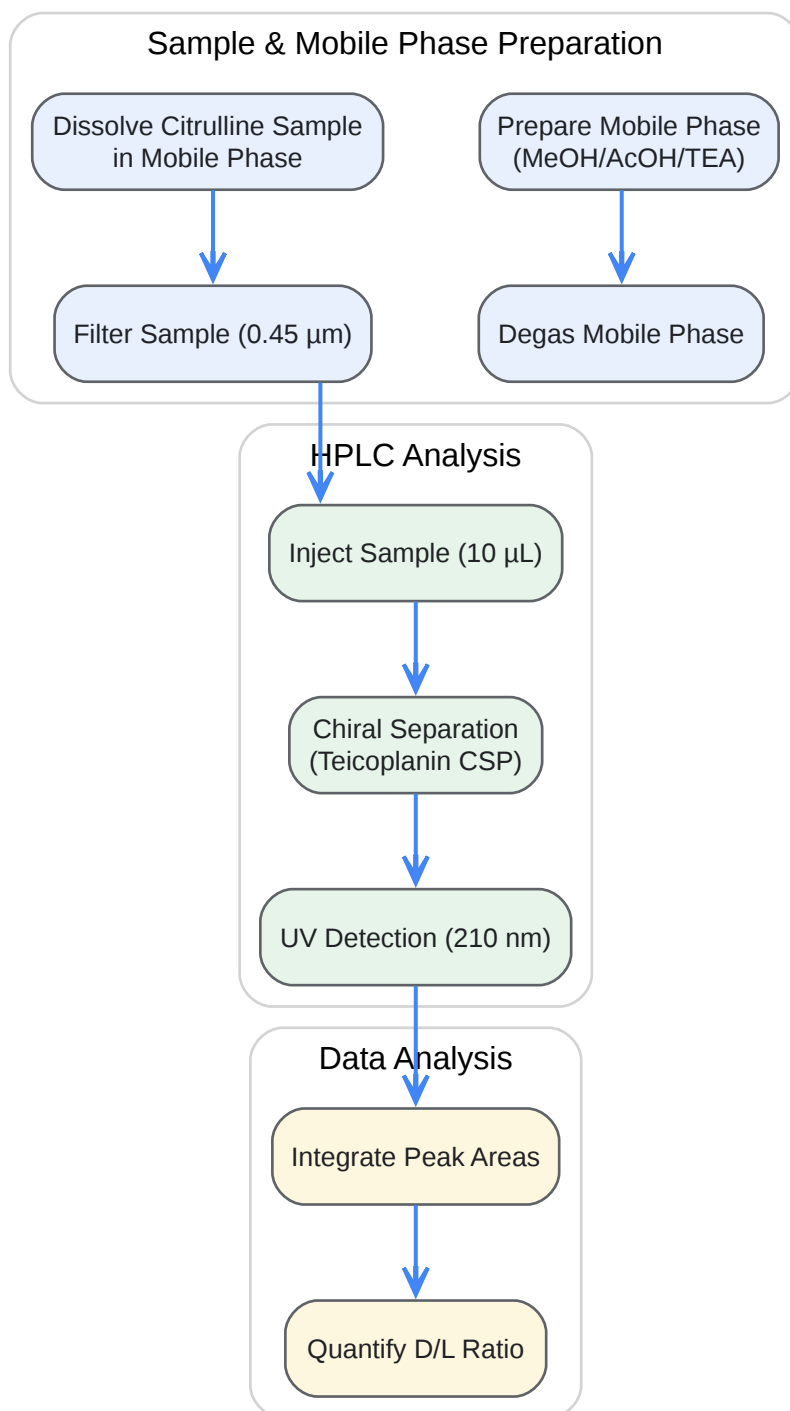 Sample & Mobile Phase Preparation
Dissolve Citrulline Sample
in Mobile Phase
Prepare Mobile Phase
(MeOH/AcOH/TEA)
Filter Sample (0.45 µm)
Degas Mobile Phase
HPLC Analysis
Inject Sample (10 µL)
Chiral Separation
(Teicoplanin CSP)
UV Detection (210 nm)
Data Analysis
Integrate Peak Areas
Quantify D/L Ratio